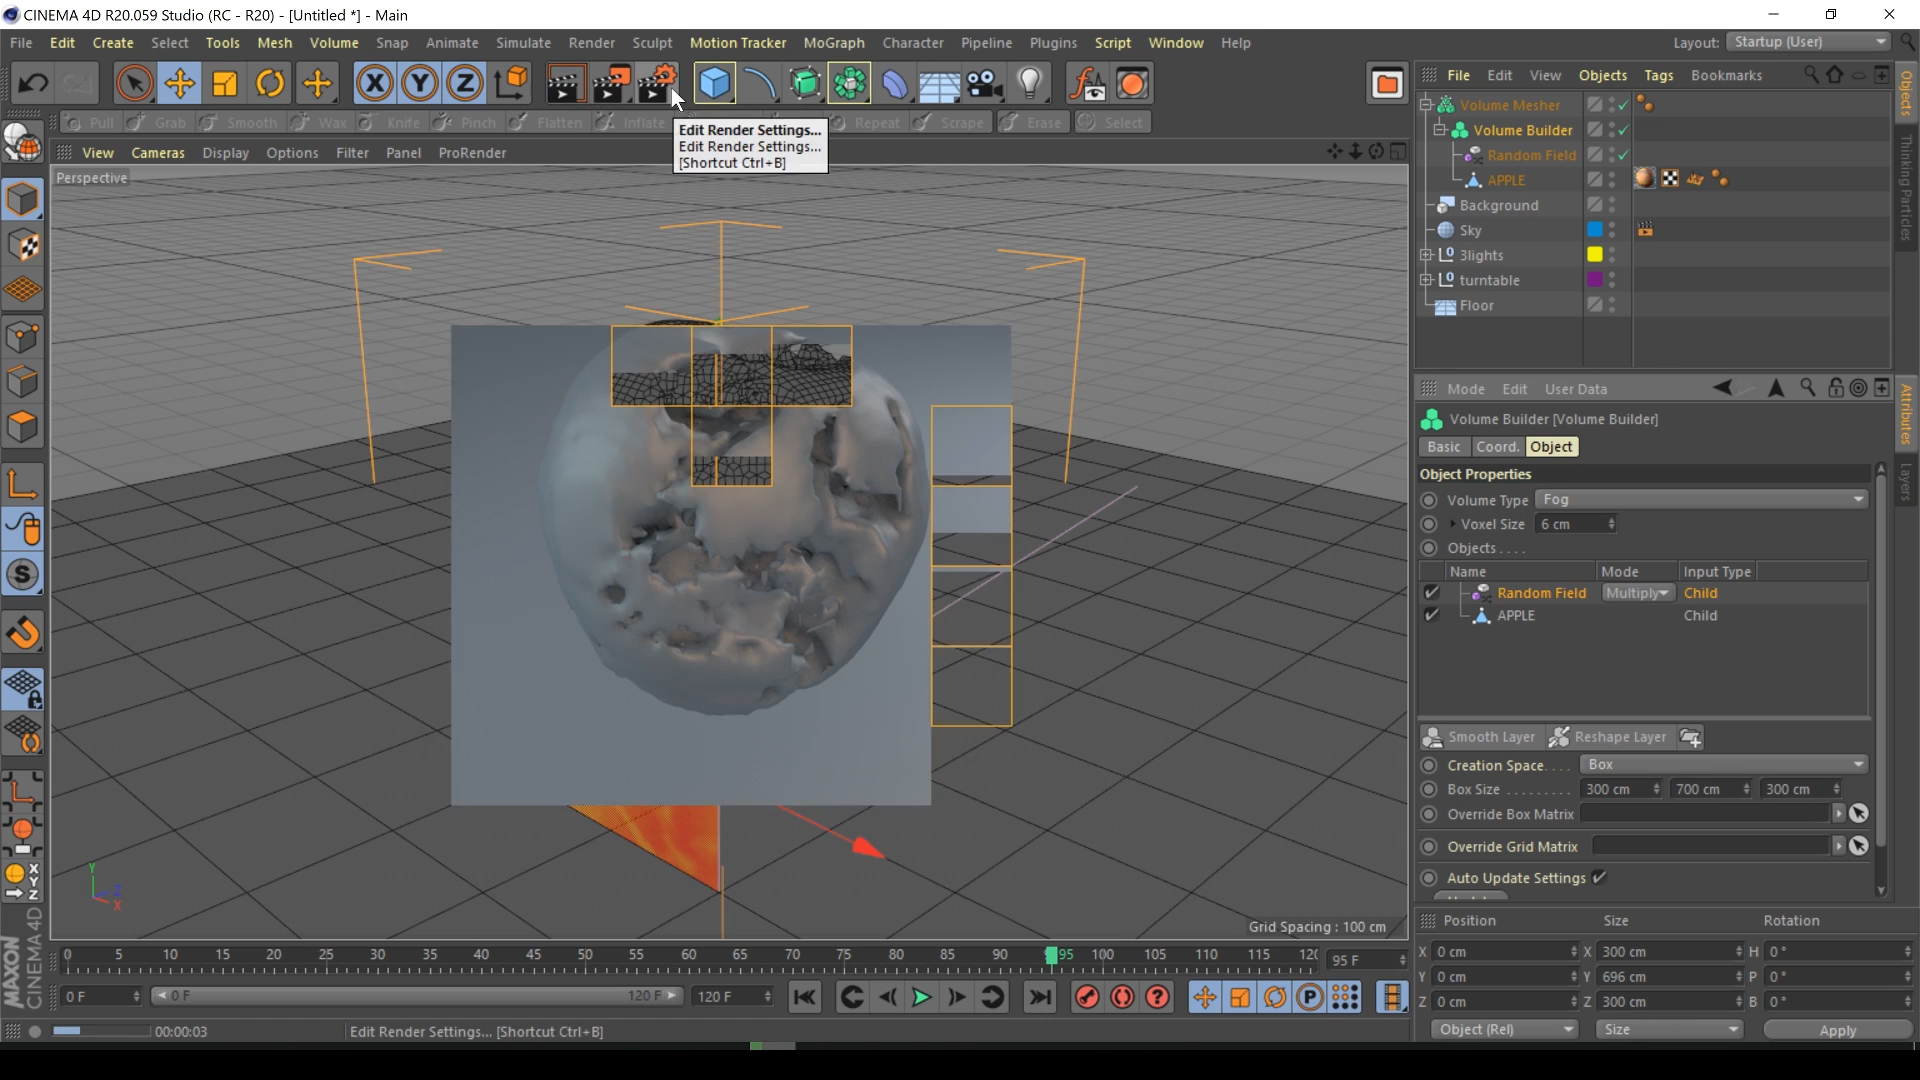 CINEMA 4D R20.059 Studio (RC - R20) - [Untitled *] - Main
File Edit Create Select Tools Mesh Volume Snap Animate Simulate Render Sculpt Motion Tracker MoGraph Character Pipeline Plugins Script Window Help Layout: Startup (User)
X Y Z
File Edit View Objects Tags Bookmarks
Pull Grab Smooth Wax Knife Pinch Flatten Inflate Repeat Scrape Erase Select
Edit Render Settings...
Edit Render Settings...
[Shortcut Ctrl+B]
View Cameras Display Options Filter Panel ProRender
Perspective
Volume Mesher
Volume Builder
Random Field
APPLE
Background
Sky
3lights
turntable
Floor
Objects
Thinking Particles
Mode Edit User Data
Volume Builder [Volume Builder]
Basic Coord. Object
Attributes
Layers
Object Properties
Volume Type Fog
Voxel Size 6 cm
Objects . . . .
Name Mode Input Type
Random Field Multiply Child
APPLE Child
Smooth Layer Reshape Layer
Creation Space. . . . Box
Box Size . . . . . . . . . 300 cm 700 cm 300 cm
Override Box Matrix
Override Grid Matrix
Auto Update Settings
S
X
Y
Z
Y
Z
X
Grid Spacing : 100 cm
MAXON
CINEMA 4D
0 5 10 15 20 25 30 35 40 45 50 55 60 65 70 75 80 85 90 95 100 105 110 115 95 F
0 F 0 F 120 F 120 F
P
00:00:03 Edit Render Settings... [Shortcut Ctrl+B]
Position Size Rotation
X 0 cm X 300 cm H 0 °
Y 0 cm Y 696 cm P 0 °
Z 0 cm Z 300 cm B 0 °
Object (Rel) Size Apply